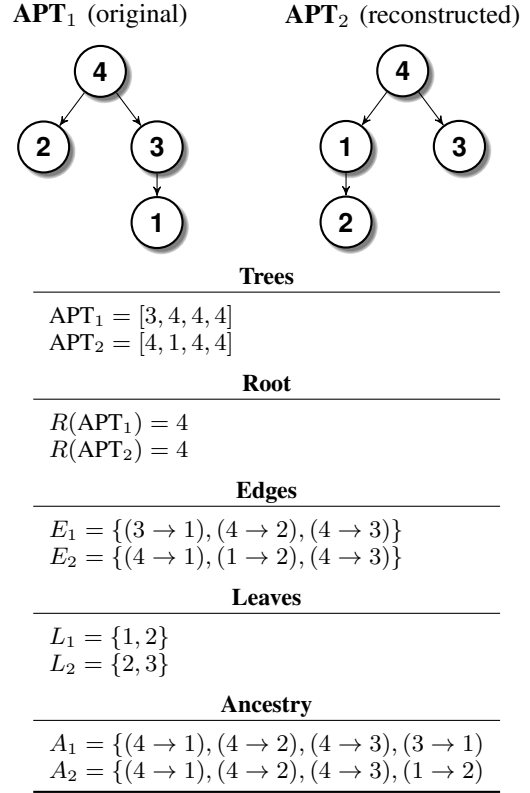 APT₁ (original) APT₂ (reconstructed)
4 4
2 3 1 3
1 2
Trees
APT₁ = [3, 4, 4, 4]
APT₂ = [4, 1, 4, 4]
Root
R(APT₁) = 4
R(APT₂) = 4
Edges
E₁ = {(3 → 1), (4 → 2), (4 → 3)}
E₂ = {(4 → 1), (1 → 2), (4 → 3)}
Leaves
L₁ = {1, 2}
L₂ = {2, 3}
Ancestry
A₁ = {(4 → 1), (4 → 2), (4 → 3), (3 → 1)
A₂ = {(4 → 1), (4 → 2), (4 → 3), (1 → 2)